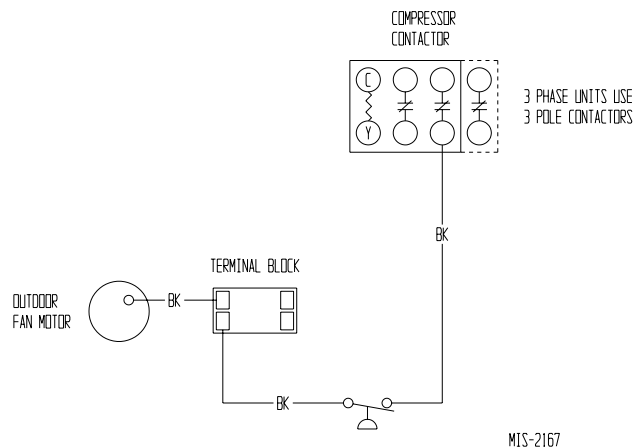 COMPRESSOR
CONTACTOR
C
Y
3 PHASE UNITS USE
3 POLE CONTACTORS
BK
TERMINAL BLOCK
OUTDOOR
FAN MOTOR
BK
BK
MIS-2167